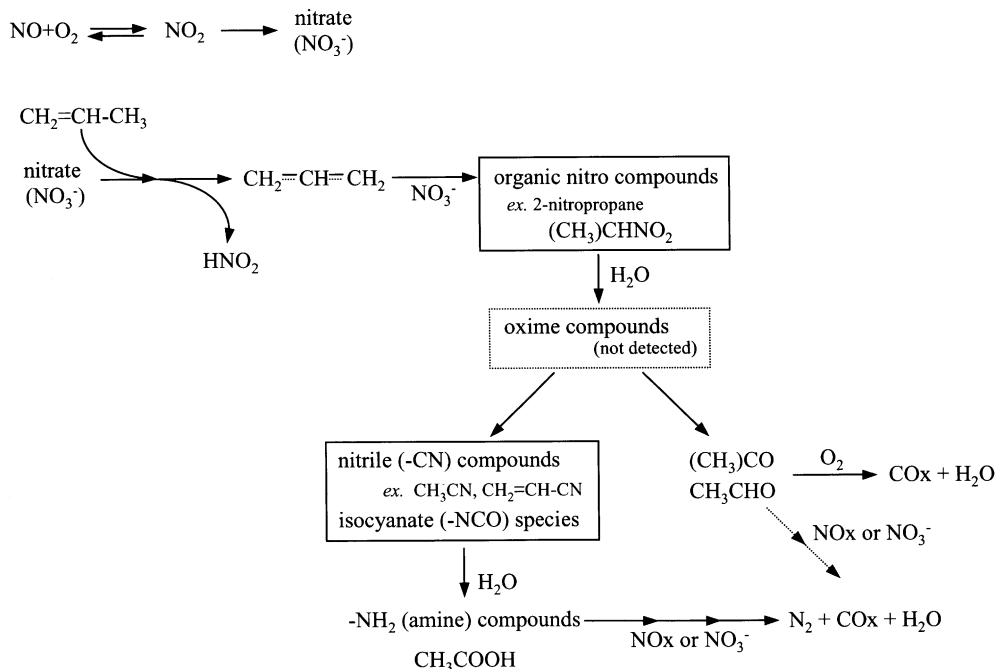 NO+O₂ ⇌ NO₂ → nitrate
(NO₃⁻)
CH₂=CH-CH₃
nitrate
(NO₃⁻)
CH₂=CH=CH₂
NO₃⁻
HNO₂
organic nitro compounds
ex. 2-nitropropane
(CH₃)CHNO₂
H₂O
oxime compounds
(not detected)
nitrile (-CN) compounds
ex. CH₃CN, CH₂=CH-CN
isocyanate (-NCO) species
(CH₃)CO
CH₃CHO
O₂
COx + H₂O
NOx or NO₃⁻
H₂O
-NH₂ (amine) compounds
CH₃COOH
NOx or NO₃⁻
N₂ + COx + H₂O